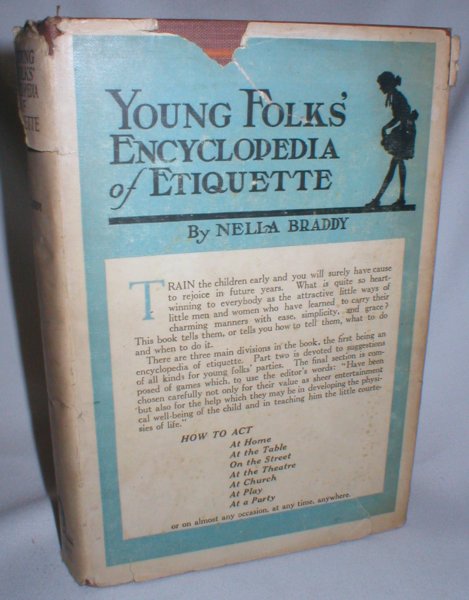 YOUNG FOLKS'
ENCYCLOPEDIA
of ETIQUETTE
By NELLA BRADDY
TRAIN the children early and you will surely have cause
to rejoice in future years. What is quite so heart-
winning to everybody as the attractive little ways of
little men and women who have learned to carry their
charming manners with ease, simplicity, and grace?
This book tells them, or tells you how to tell them, what to do
and when to do it.
There are three main divisions in the book, the first being an
encyclopedia of etiquette. Part two is devoted to suggestions
of all kinds for young folks' parties. The final section is com-
posed of games which, to use the editor's words: "Have been
chosen carefully not only for their value as sheer entertainment
but also for the help which they may be in developing the physi-
cal well-being of the child and in teaching him the little courte-
sies of life."
HOW TO ACT
At Home
At the Table
On the Street
At the Theatre
At Church
At Play
At a Party
or on almost any occasion, at any time, anywhere.
ETIQUETTE